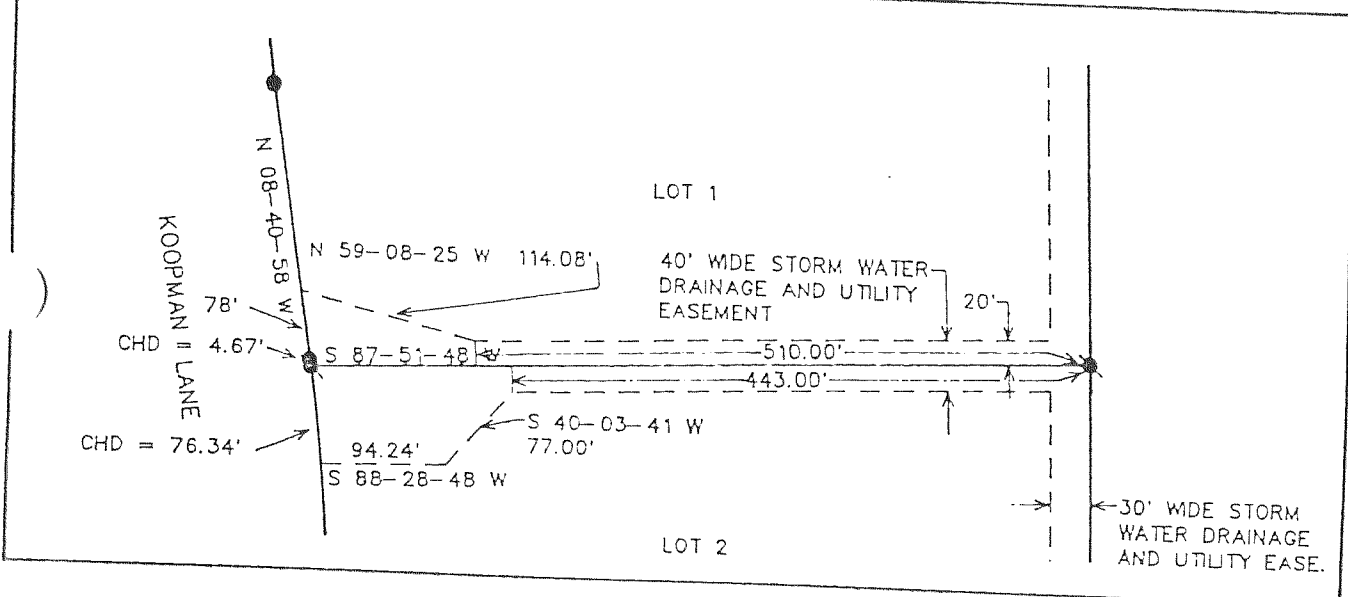 LOT 1
N 08-40-58 W
KOOPMAN LANE
N 59-08-25 W 114.08'
40' WIDE STORM WATER
DRAINAGE AND UTILITY
EASEMENT
20'
78'
CHD = 4.67'
S 87-51-48 W
510.00'
443.00'
CHD = 76.34'
S 40-03-41 W
77.00'
94.24'
S 88-28-48 W
30' WIDE STORM
WATER DRAINAGE
AND UTILITY EASE.
LOT 2